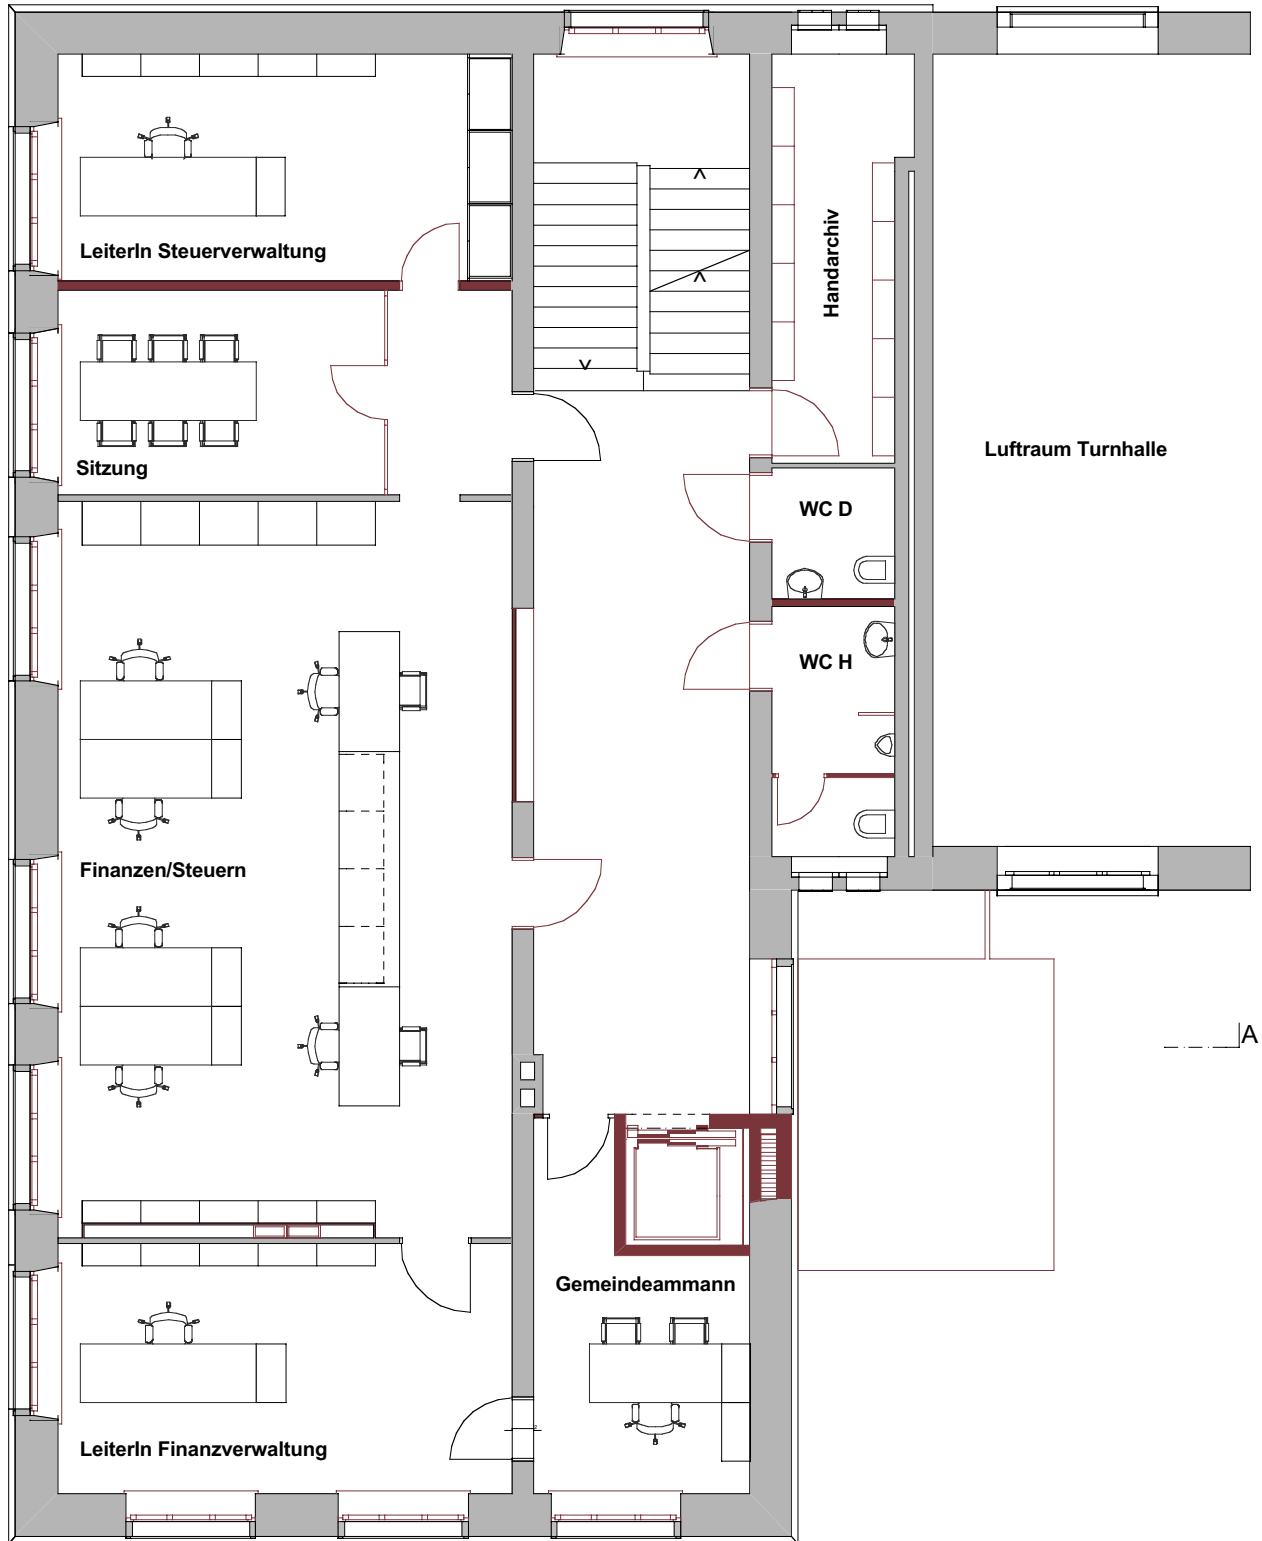 LeiterIn Steuerverwaltung
Handarchiv
Sitzung
Luftraum Turnhalle
WC D
WC H
Finanzen/Steuern
A
Gemeindeammann
LeiterIn Finanzverwaltung